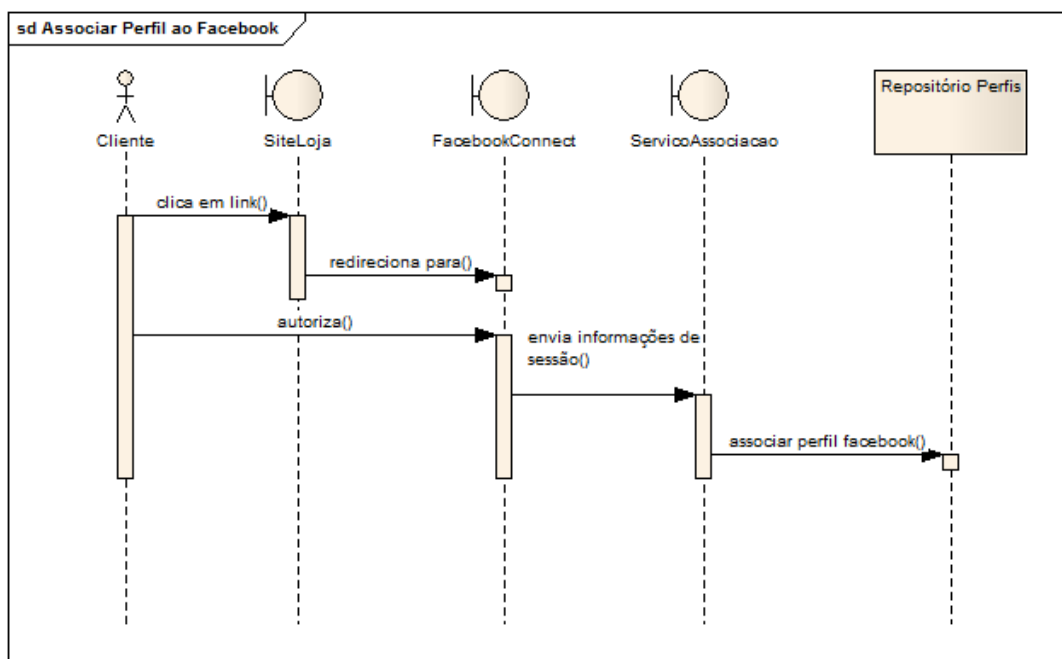 sd Associar Perfil ao Facebook
Cliente
SiteLoja
FacebookConnect
ServicoAssociacao
Repositório Perfis
clica em link()
redireciona para()
autoriza()
envia informações de
sessão()
associar perfil facebook()